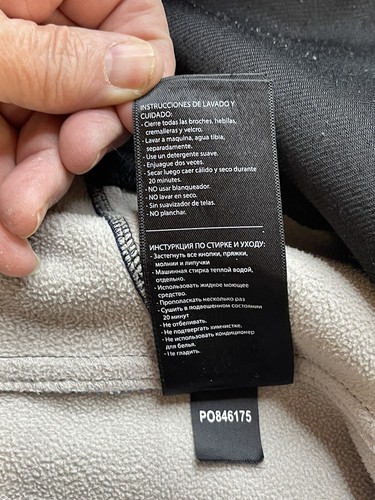 INSTRUCCIONES DE LAVADO Y
CUIDADO:
· Cierre todas las broches, hebillas,
cremalleras y velcro.
· Lavar a maquina, agua tibia,
separadamente.
· Use un detergente suave.
· Enjuague dos veces.
· Secar luego caer cálido y seco durante
20 minutes.
· NO usar blanqueador.
· NO lavar en seco.
· Sin suavizador de telas.
· NO planchar.
ИНСТУРКЦИЯ ПО СТИРКЕ И УХОДУ:
· Застегнуть все кнопки, пряжки,
молнии и липучки
· Машинная стирка теплой водой,
отдельно.
· Использовать жидкое моющее
средство.
· Прополаскать несколько раз
· Сушить в подвешенном состоянии
20 минут
· Не отбеливать.
· Не подтвергать химчистке.
· Не использовать кондиционер
для белья.
· Не гладить.
PO846175